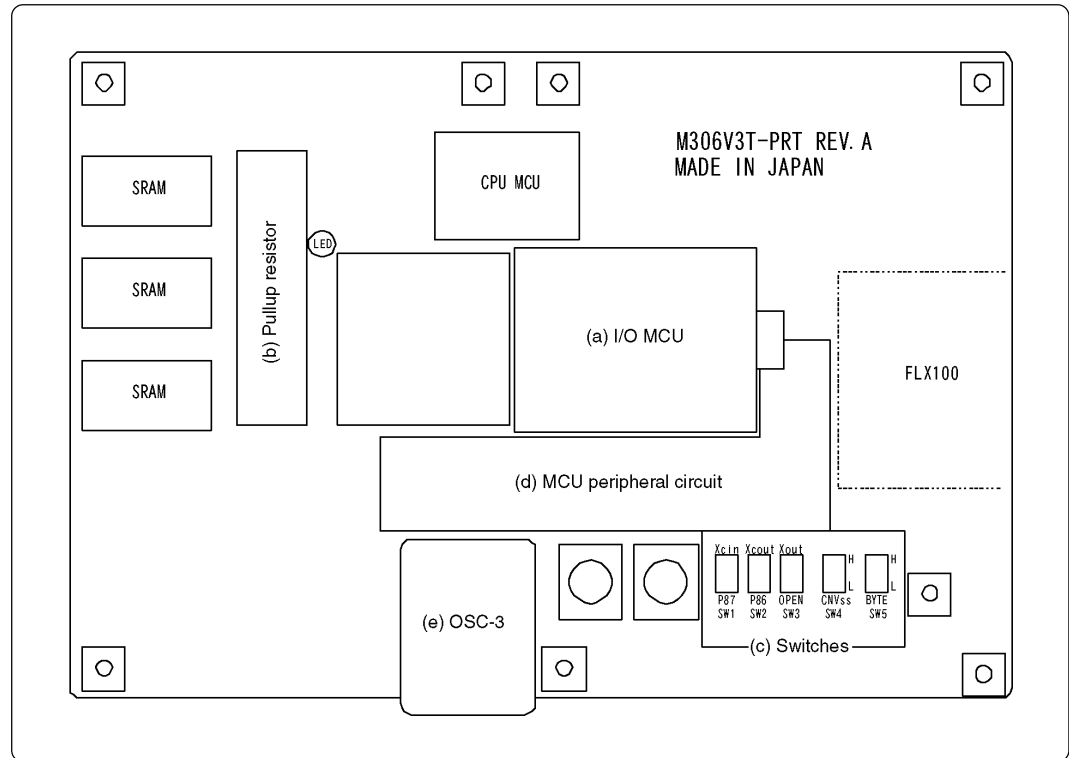 M306V3T-PRT REV. A
MADE IN JAPAN
CPU MCU
SRAM
SRAM
SRAM
(b) Pullup resistor
LED
(a) I/O MCU
FLX100
(d) MCU peripheral circuit
Xcin Xcout Xout
H H
L L
P87 P86 OPEN CNVss BYTE
SW1 SW2 SW3 SW4 SW5
(c) Switches
(e) OSC-3